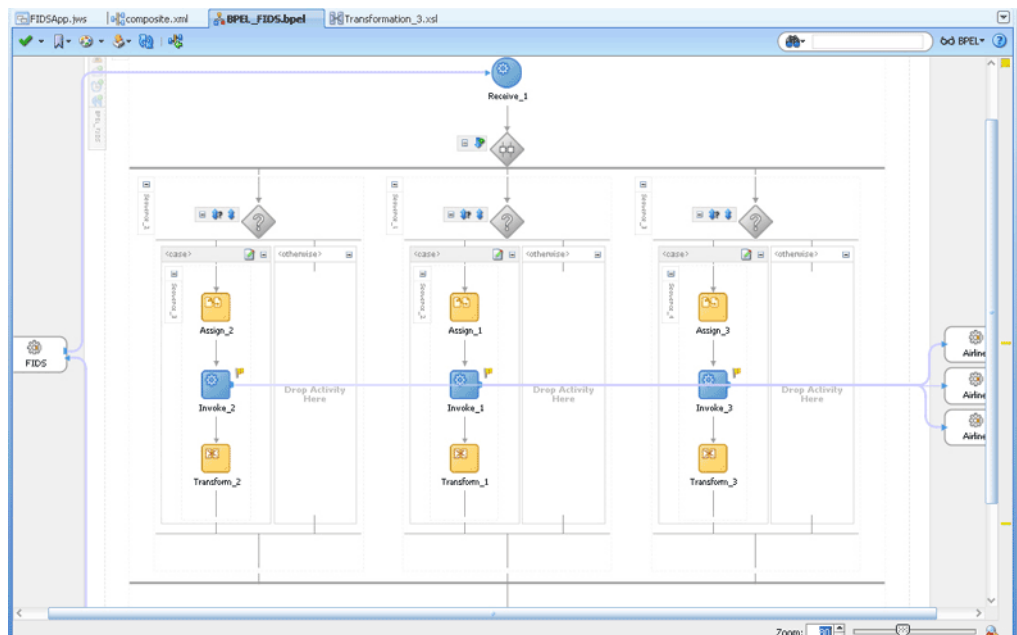 FIDSApp.jws
composite.xml
BPEL_FIDS.bpel
Transformation_3.xsl
BPEL
Receive_1
<case>
<otherwise>
<case>
<otherwise>
<case>
<otherwise>
Assign_2
Assign_1
Assign_3
FIDS
Airline
Airline
Airline
Invoke_2
Drop Activity
Here
Invoke_1
Drop Activity
Here
Invoke_3
Drop Activity
Here
Transform_2
Transform_1
Transform_3
Zoom: 80